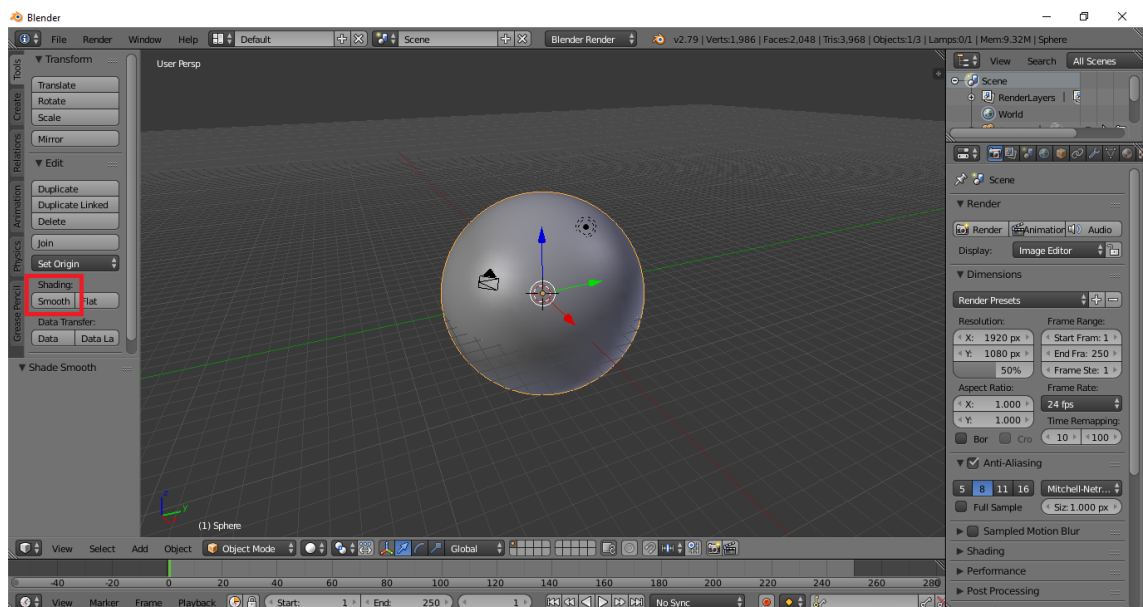 Blender
File Render Window Help Default Scene Blender Render v2.79 | Verts:1,986 | Faces:2,048 | Tris:3,968 | Objects:1/3 | Lamps:0/1 | Mem:9.32M | Sphere
Tools
Create
Relations
Animation
Physics
Grease Pencil
Transform
Translate
Rotate
Scale
Mirror
Edit
Duplicate
Duplicate Linked
Delete
Join
Set Origin
Shading:
Smooth Flat
Data Transfer:
Data Data La
Shade Smooth
User Persp
z
y
(1) Sphere
View Select Add Object Object Mode Global
-40 -20 0 20 40 60 80 100 120 140 160 180 200 220 240 260 280
View Marker Frame Playback Start: 1 End: 250 1 No Sync
View Search All Scenes
Scene
RenderLayers |
World
Scene
Render
Render Animation Audio
Display: Image Editor
Dimensions
Render Presets
Resolution: Frame Range:
X: 1920 px Start Fram: 1
Y: 1080 px End Fra: 250
50% Frame Ste: 1
Aspect Ratio: Frame Rate:
X: 1.000 24 fps
Y: 1.000 Time Remapping:
Bor Cro 10 100
Anti-Aliasing
5 8 11 16 Mitchell-Netr...
Full Sample Siz: 1.000 px
Sampled Motion Blur
Shading
Performance
Post Processing